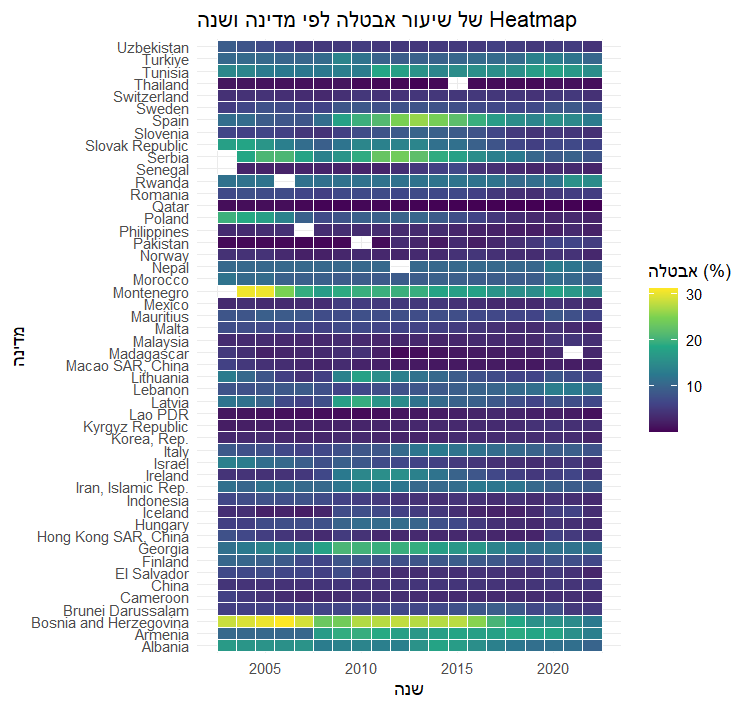 Heatmap של שיעור אבטלה לפי מדינה ושנה
Uzbekistan
Turkiye
Tunisia
Thailand
Switzerland
Sweden
Spain
Slovenia
Slovak Republic
Serbia
Senegal
Rwanda
Romania
Qatar
Poland
Philippines
Pakistan
Norway
Nepal
Morocco
Montenegro
Mexico
Mauritius
Malta
Malaysia
Madagascar
Macao SAR, China
Lithuania
Lebanon
Latvia
Lao PDR
Kyrgyz Republic
Korea, Rep.
Italy
Israel
Ireland
Iran, Islamic Rep.
Indonesia
Iceland
Hungary
Hong Kong SAR, China
Georgia
Finland
El Salvador
China
Cameroon
Brunei Darussalam
Bosnia and Herzegovina
Armenia
Albania
מדינה
2005 2010 2015 2020
שנה
אבטלה (%)
30
20
10